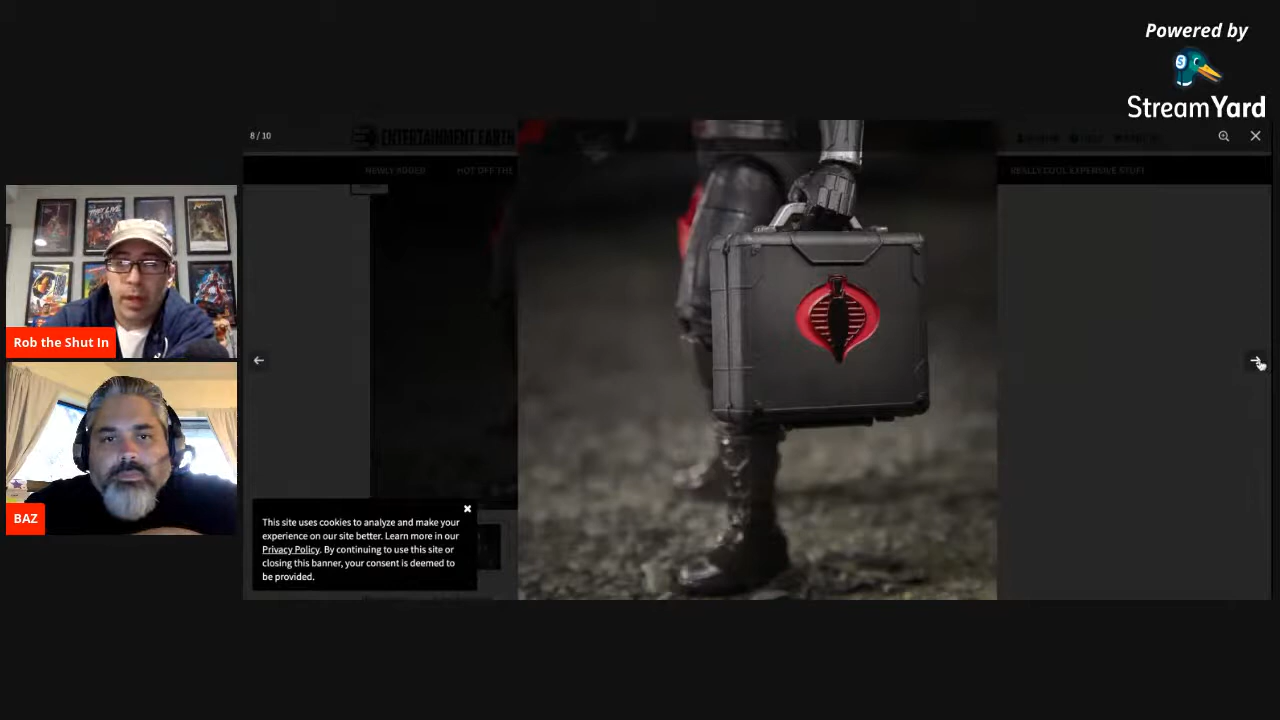 Powered by
StreamYard
8 / 10
ENTERTAINMENT EARTH
NEWLY ADDED
HOT OFF THE
REALLY COOL EXPENSIVE STUFF
THEY LIVE
Rob the Shut In
BAZ
This site uses cookies to analyze and make your
experience on our site better. Learn more in our
Privacy Policy. By continuing to use this site or
closing this banner, your consent is deemed to
be provided.